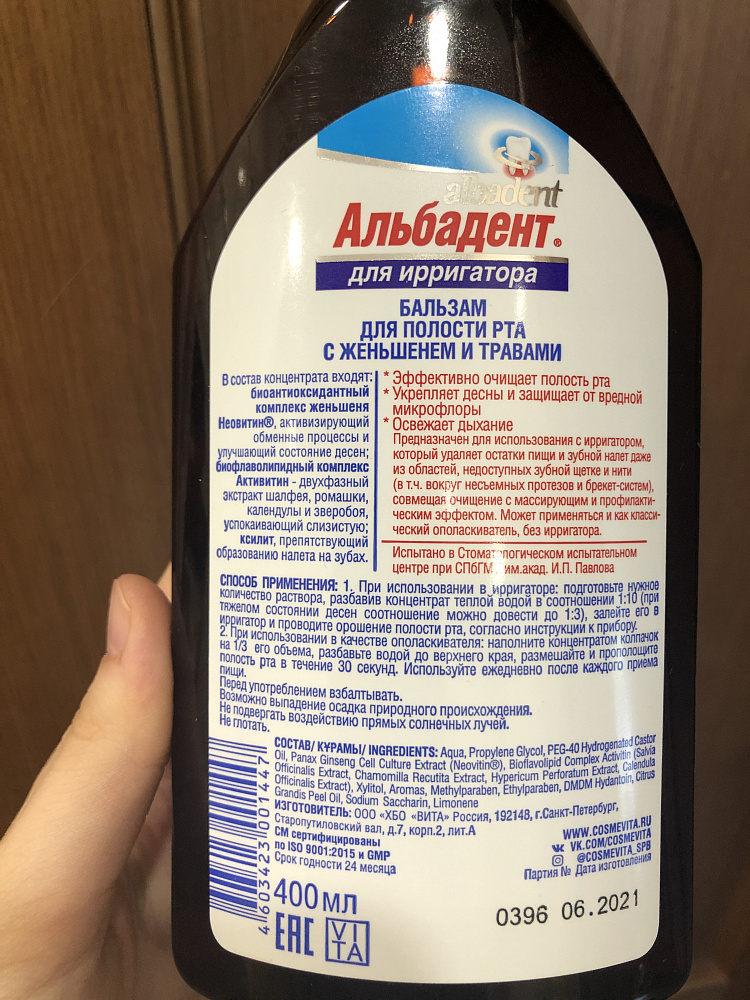 albadent
Альбадент®
для ирригатора
БАЛЬЗАМ
ДЛЯ ПОЛОСТИ РТА
С ЖЕНЬШЕНЕМ И ТРАВАМИ
В состав концентрата входят:
биоантиоксидантный
комплекс женьшеня
Неовитин®, активизирующий
обменные процессы и
улучшающий состояние десен;
биофлаволипидный комплекс
Активитин - двухфазный
экстракт шалфея, ромашки,
календулы и зверобоя,
успокаивающий слизистую;
ксилит, препятствующий
образованию налета на зубах.
* Эффективно очищает полость рта
* Укрепляет десны и защищает от вредной
микрофлоры
* Освежает дыхание
Предназначен для использования с ирригатором,
который удаляет остатки пищи и зубной налет даже
из областей, недоступных зубной щетке и нити
(в т.ч. вокруг несъемных протезов и брекет-систем),
совмещая очищение с массирующим и профилакти-
ческим эффектом. Может применяться и как класси-
ческий ополаскиватель, без ирригатора.
Испытано в Стоматологическом испытательном
центре при СПбГМ им.акад. И.П. Павлова
СПОСОБ ПРИМЕНЕНИЯ: 1. При использовании в ирригаторе: подготовьте нужное
количество раствора, разбавив концентрат теплой водой в соотношении 1:10 (при
тяжелом состоянии десен соотношение можно довести до 1:3), залейте его в
ирригатор и проводите орошение полости рта, согласно инструкции к прибору.
2. При использовании в качестве ополаскивателя: наполните концентратом колпачок
на 1/3 его объема, разбавьте водой до верхнего края, размешайте и прополощите
полость рта в течение 30 секунд. Используйте ежедневно после каждого приема
пищи.
Перед употреблением взбалтывать.
Возможно выпадение осадка природного происхождения.
Не подвергать воздействию прямых солнечных лучей.
Не глотать.
СОСТАВ/ ҚҰРАМЫ/ INGREDIENTS: Aqua, Propylene Glycol, PEG-40 Hydrogenated Castor
Oil, Panax Ginseng Cell Culture Extract (Neovitin®), Bioflavolipid Complex Activitin (Salvia
Officinalis Extract, Chamomilla Recutita Extract, Hypericum Perforatum Extract, Calendula
Officinalis Extract), Xylitol, Aromas, Methylparaben, Ethylparaben, DMDM Hydantoin, Citrus
Grandis Peel Oil, Sodium Saccharin, Limonene
ИЗГОТОВИТЕЛЬ: ООО «ХБО «ВИТА» Россия, 192148, г.Санкт-Петербург,
Старопутиловский вал, д.7, корп.2, лит.А
СМ сертифицированы
по ISO 9001:2015 и GMP
Срок годности 24 месяца
WWW.COSMEVITA.RU
VK.COM/COSMEVITA
@COSMEVITA_SPB
Партия № Дата изготовления
0396 06.2021
400 мл
EAC
VITA
4 603423 001447